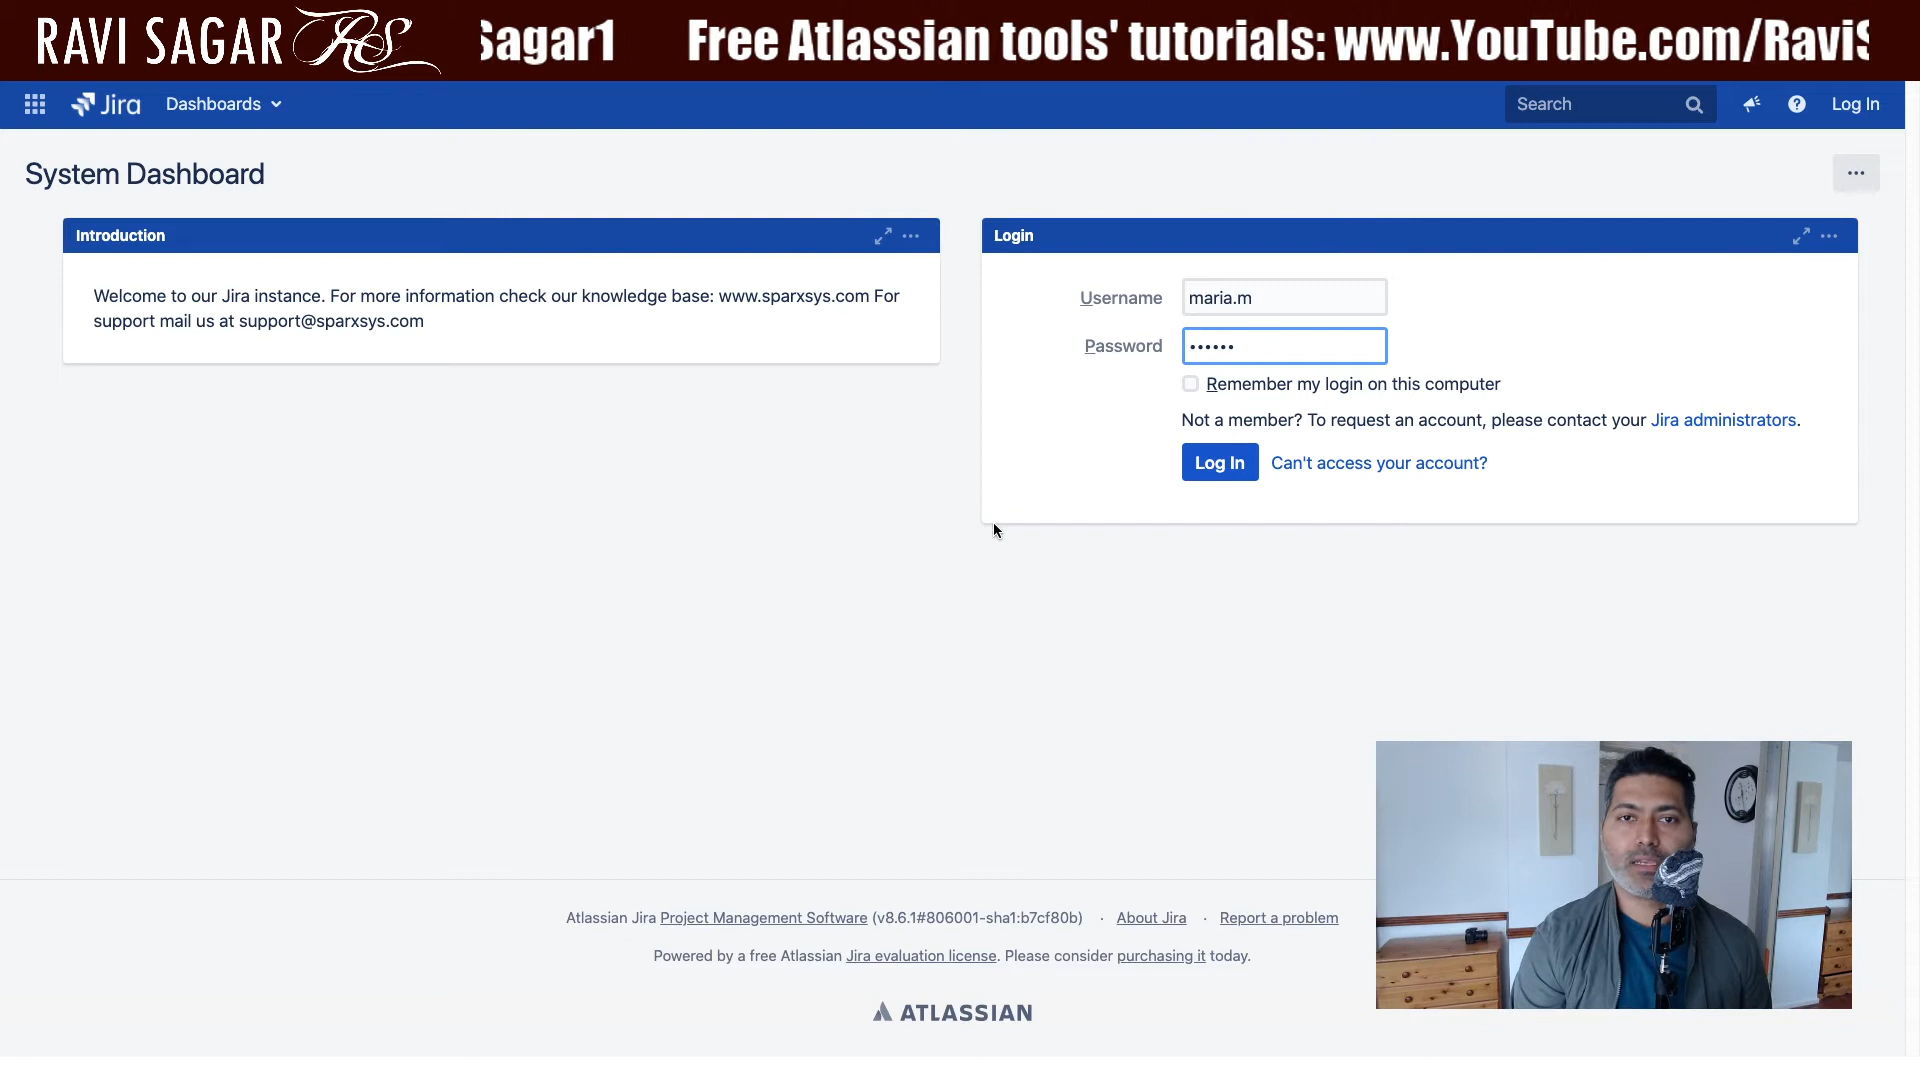 RAVI SAGAR RS
Sagar1 Free Atlassian tools' tutorials: www.YouTube.com/RaviS
Jira Dashboards Search Log In
System Dashboard
Introduction
Welcome to our Jira instance. For more information check our knowledge base: www.sparxsys.com For
support mail us at support@sparxsys.com
Login
Username maria.m
Password ••••••
Remember my login on this computer
Not a member? To request an account, please contact your Jira administrators.
Log In Can't access your account?
Atlassian Jira Project Management Software (v8.6.1#806001-sha1:b7cf80b) · About Jira · Report a problem
Powered by a free Atlassian Jira evaluation license. Please consider purchasing it today.
ATLASSIAN